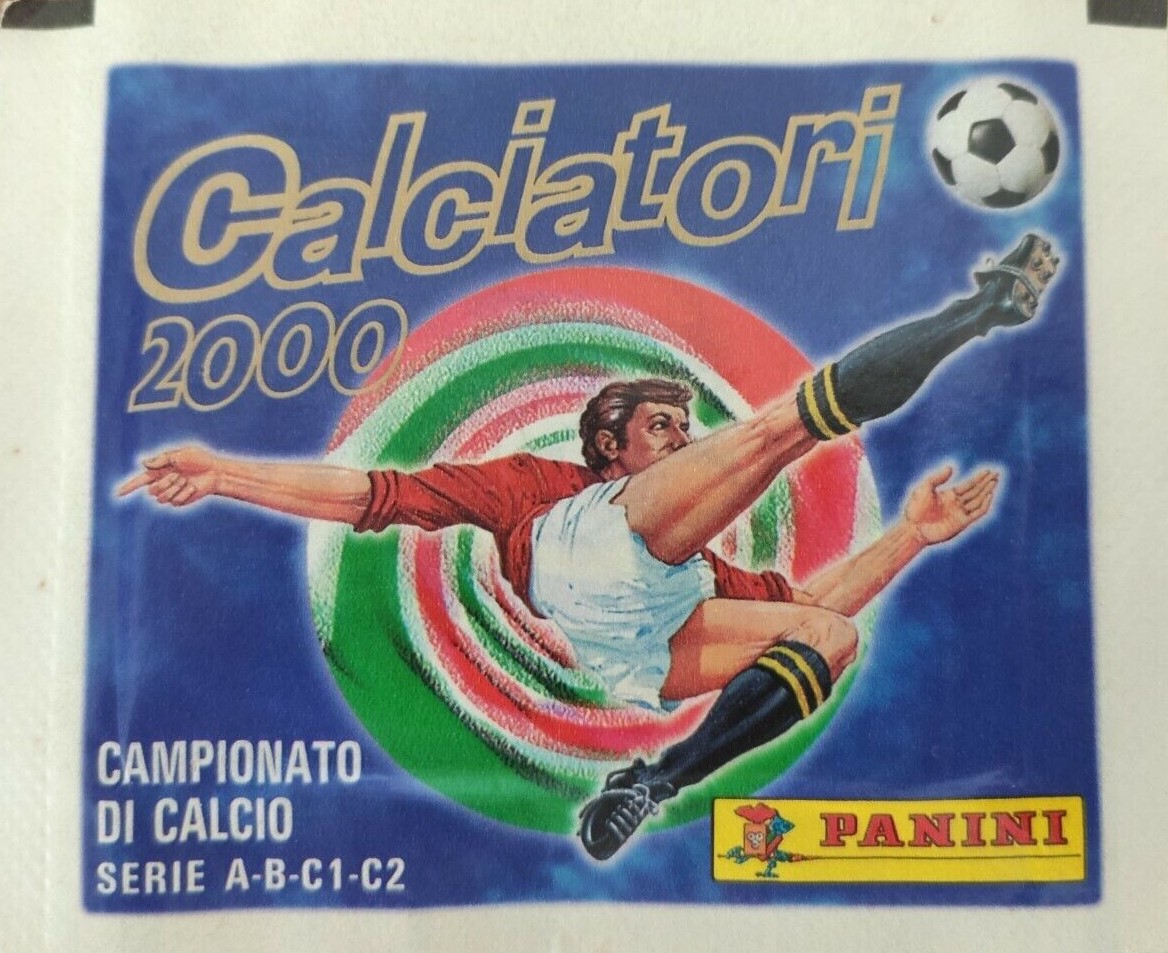 Calciatori
2000
CAMPIONATO
DI CALCIO
SERIE A-B-C1-C2
PANINI